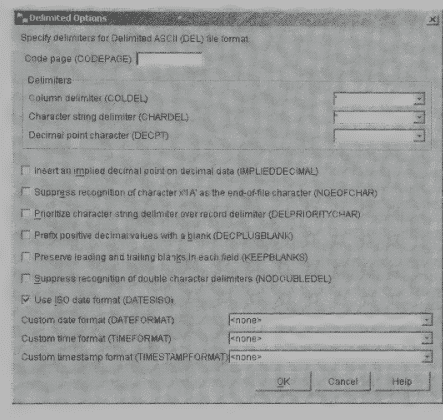 Delimited Options
Specify delimiters for Delimited ASCII (DEL) file format.
Code page (CODEPAGE)
Delimiters
Column delimiter (COLDEL)
Character string delimiter (CHARDEL)
Decimal point character (DECPT)
Insert an implied decimal point on decimal data (IMPLIEDDECIMAL)
Suppress recognition of character x'1A' as the end-of-file character (NOEOFCHAR)
Prioritize character string delimiter over record delimiter (DELPRIORITYCHAR)
Prefix positive decimal values with a blank (DECPLUSBLANK)
Preserve leading and trailing blanks in each field (KEEPBLANKS)
Suppress recognition of double character delimiters (NODOUBLEDEL)
Use ISO date format (DATESISO)
Custom date format (DATEFORMAT) <none>
Custom time format (TIMEFORMAT) <none>
Custom timestamp format (TIMESTAMPFORMAT) <none>
OK Cancel Help